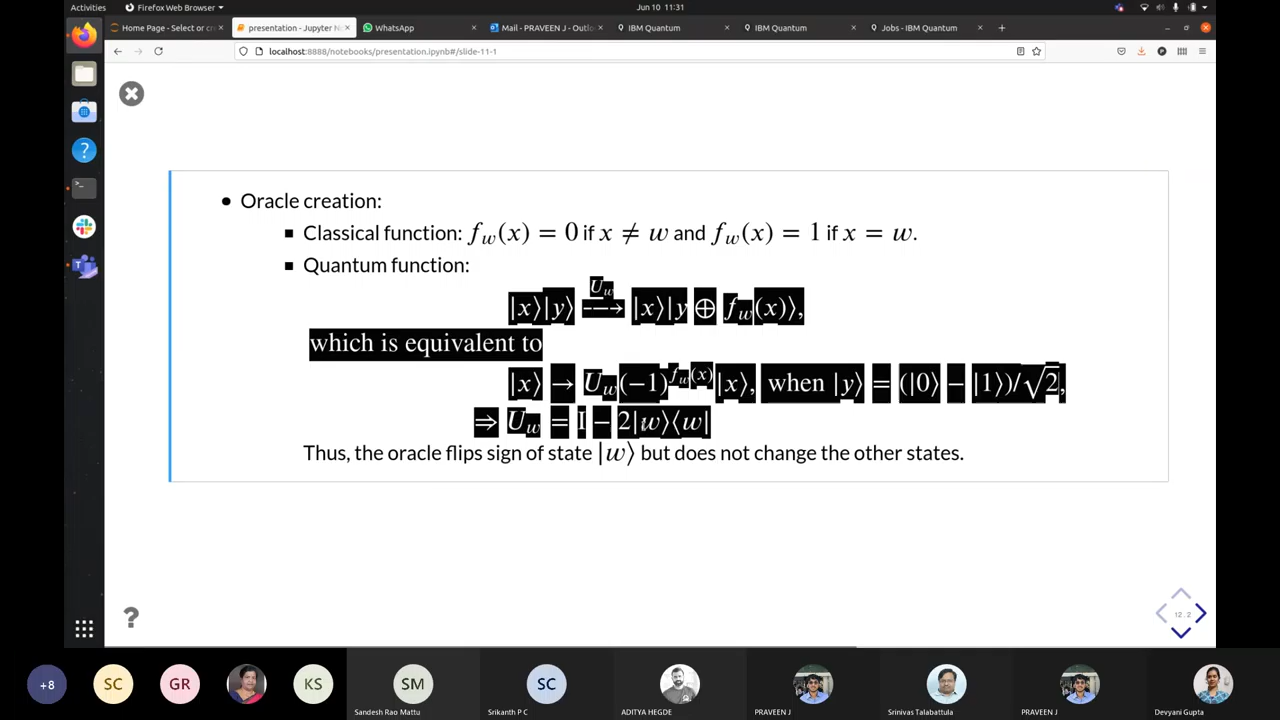 Activities Firefox Web Browser Jun 10 11:31
Home Page - Select or cr presentation - Jupyter N WhatsApp Mail - PRAVEEN J - Outlo IBM Quantum IBM Quantum Jobs - IBM Quantum
localhost:8888/notebooks/presentation.ipynb#/slide-11-1
Oracle creation:
Classical function: f_w(x) = 0 if x ≠ w and f_w(x) = 1 if x = w.
Quantum function:
|x⟩|y⟩ —U_w→ |x⟩|y ⊕ f_w(x)⟩,
which is equivalent to
|x⟩ → U_w(−1)^{f_w(x)}|x⟩, when |y⟩ = (|0⟩ − |1⟩)/√2,
⇒ U_w = I − 2|w⟩⟨w|
Thus, the oracle flips sign of state |w⟩ but does not change the other states.
?
12.2
+8 SC GR KS SM SC
Sandesh Rao Mattu Srikanth P C ADITYA HEGDE PRAVEEN J Srinivas Talabattula PRAVEEN J Devyani Gupta